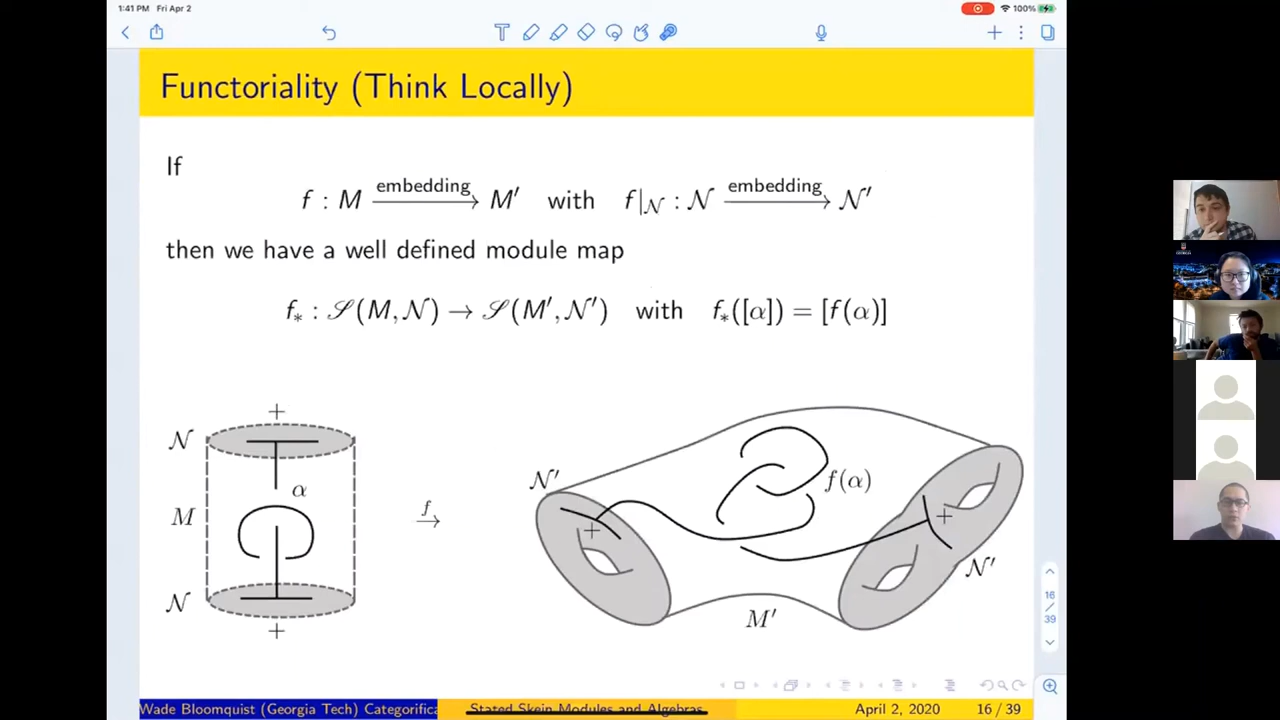 1:41 PM Fri Apr 2
100%
Functoriality (Think Locally)
If
f : M embedding→ M′ with f|𝒩 : 𝒩 embedding→ 𝒩′
then we have a well defined module map
f∗ : 𝒮(M, 𝒩) → 𝒮(M′, 𝒩′) with f∗([α]) = [f(α)]
+
𝒩
α
M
f
→
𝒩
+
𝒩′
+
f(α)
+
𝒩′
M′
16
/
39
Wade Bloomquist (Georgia Tech) Categorifica
Stated Skein Modules and Algebras
April 2, 2020
16 / 39